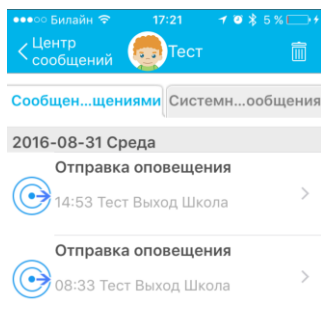 Билайн 17:21 5 %
Центр
сообщений
Тест
Сообщен...щениями Системн...ообщения
2016-08-31 Среда
Отправка оповещения
14:53 Тест Выход Школа
Отправка оповещения
08:33 Тест Выход Школа